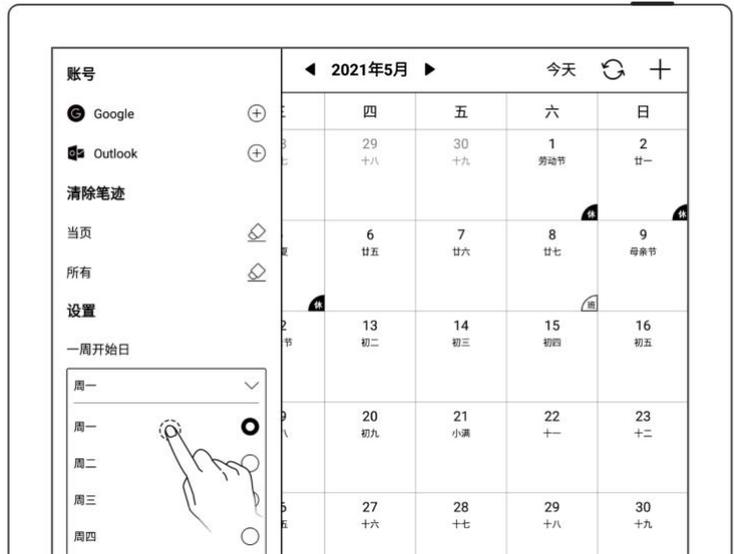 账号
Google
Outlook
清除笔迹
当页
所有
设置
一周开始日
周一
周一
周二
周三
周四
2021年5月
今天
四 五 六 日
29 30 1 2
十八 十九 劳动节 廿一
休 休
6 7 8 9
夏 廿五 廿六 廿七 母亲节
休 班
2 13 14 15 16
节 初二 初三 初四 初五
20 21 22 23
初九 小满 十一 十二
27 28 29 30
五 十六 十七 十八 十九